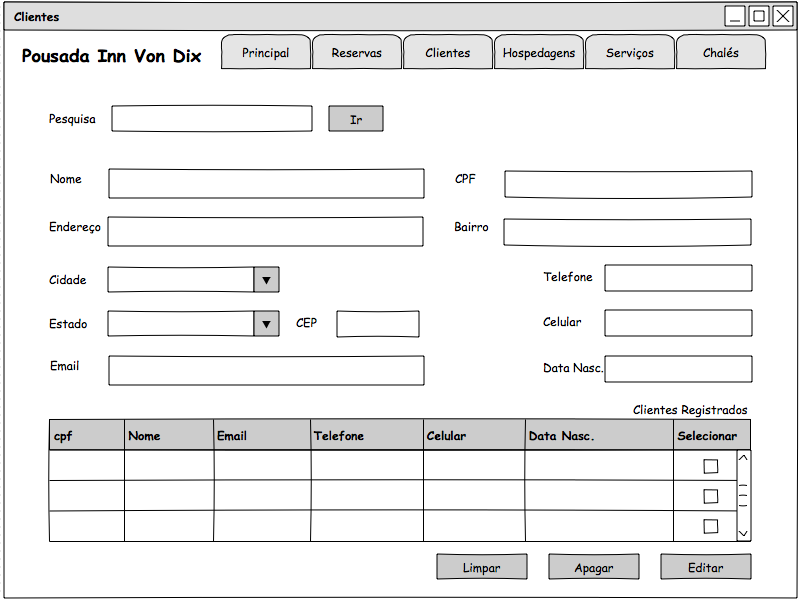 Clientes
Pousada Inn Von Dix
Principal Reservas Clientes Hospedagens Serviços Chalés
Pesquisa Ir
Nome CPF
Endereço Bairro
Cidade Telefone
Estado CEP Celular
Email Data Nasc.
Clientes Registrados
cpf Nome Email Telefone Celular Data Nasc. Selecionar
Limpar Apagar Editar